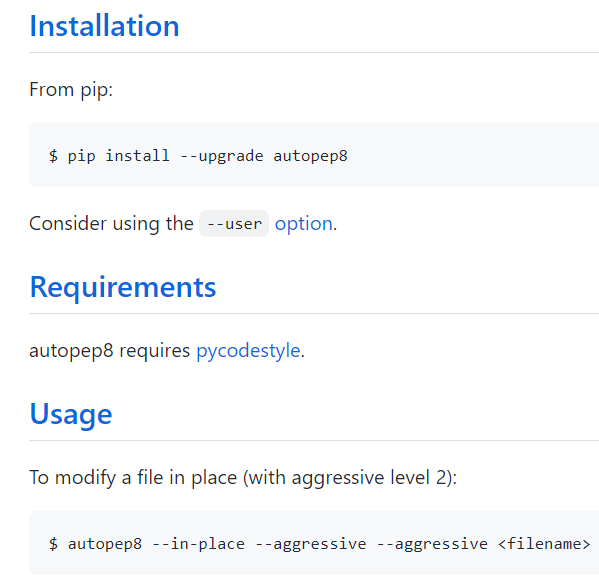 Installation
From pip:
$ pip install --upgrade autopep8
Consider using the --user option.
Requirements
autopep8 requires pycodestyle.
Usage
To modify a file in place (with aggressive level 2):
$ autopep8 --in-place --aggressive --aggressive <filename>